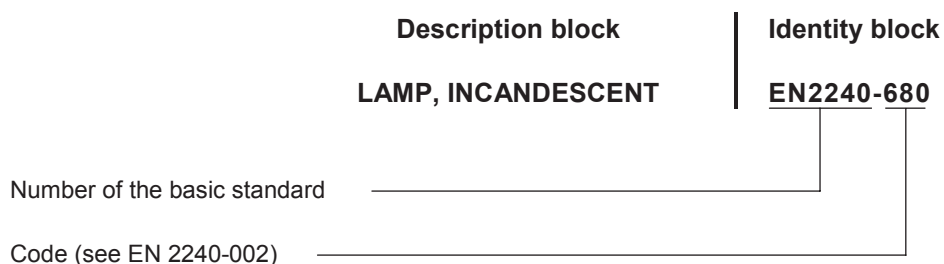 Description block Identity block
LAMP, INCANDESCENT EN2240-680
Number of the basic standard
Code (see EN 2240-002)